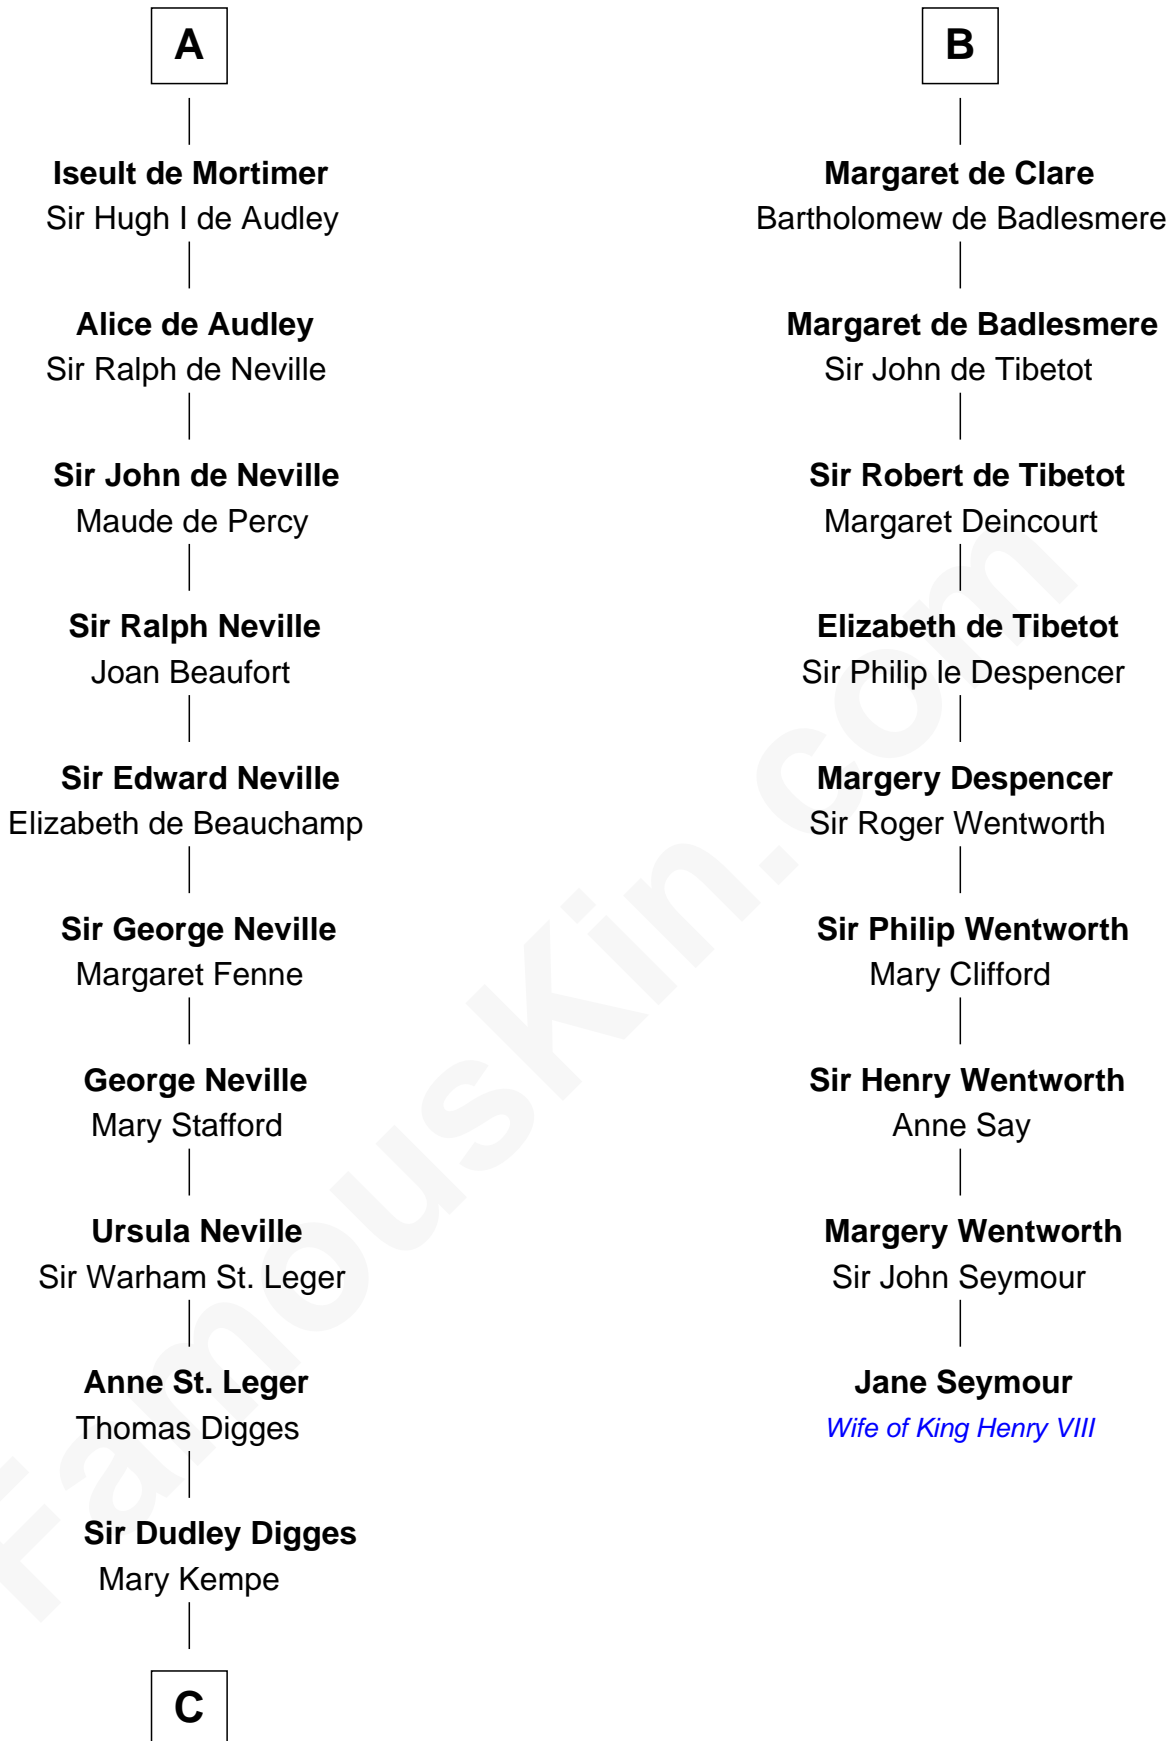 A
Iseult de Mortimer
Sir Hugh I de Audley
Alice de Audley
Sir Ralph de Neville
Sir John de Neville
Maude de Percy
Sir Ralph Neville
Joan Beaufort
Sir Edward Neville
Elizabeth de Beauchamp
Sir George Neville
Margaret Fenne
George Neville
Mary Stafford
Ursula Neville
Sir Warham St. Leger
Anne St. Leger
Thomas Digges
Sir Dudley Digges
Mary Kempe
C
B
Margaret de Clare
Bartholomew de Badlesmere
Margaret de Badlesmere
Sir John de Tibetot
Sir Robert de Tibetot
Margaret Deincourt
Elizabeth de Tibetot
Sir Philip le Despencer
Margery Despencer
Sir Roger Wentworth
Sir Philip Wentworth
Mary Clifford
Sir Henry Wentworth
Anne Say
Margery Wentworth
Sir John Seymour
Jane Seymour
Wife of King Henry VIII
FamousKin.com